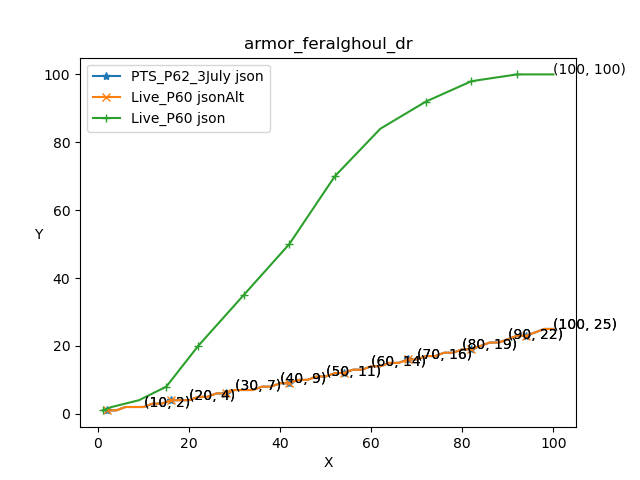 armor_feralghoul_dr
PTS_P62_3July json
Live_P60 jsonAlt
Live_P60 json
(100, 100)
100
80
60
Y
40
20
0
(10, 2)
(20, 4)
(30, 7)
(40, 9)
(50, 11)
(60, 14)
(70, 16)
(80, 19)
(90, 22)
(100, 25)
0 20 40 60 80 100
X